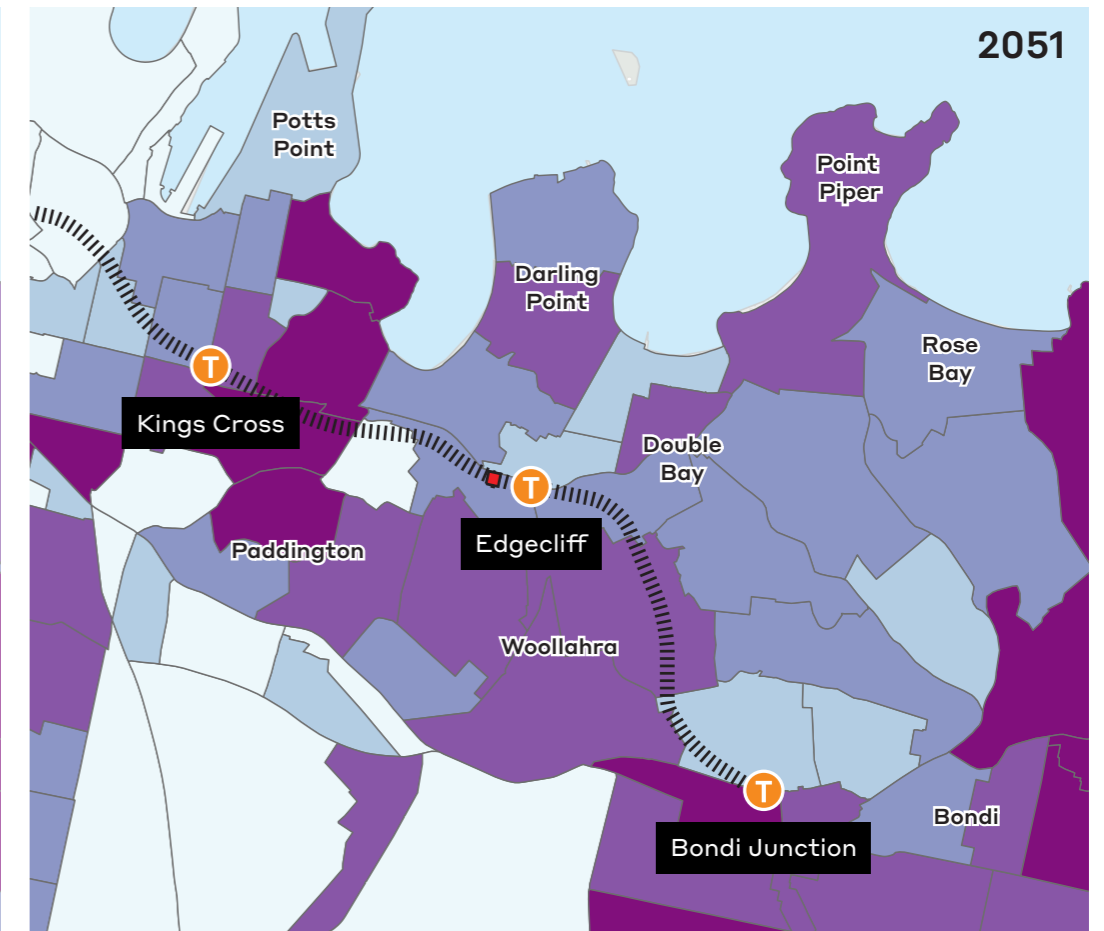 2051
Potts
Point
Point
Piper
Darling
Point
Rose
Bay
T
Kings Cross
Double
Bay
T
Edgecliff
Paddington
Woollahra
T
Bondi
Bondi Junction